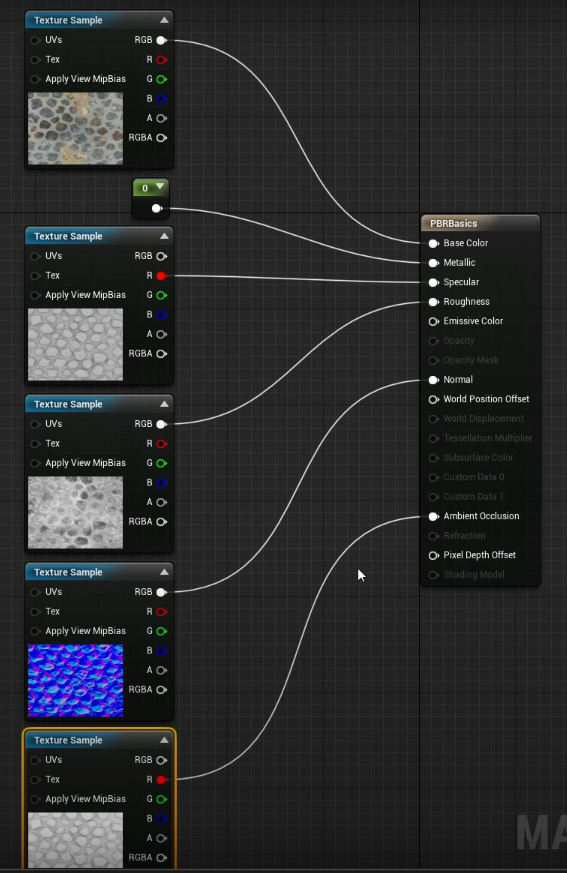 Texture Sample
UVs RGB
Tex R
Apply View MipBias G
B
A
RGBA
0
Texture Sample
UVs RGB
Tex R
Apply View MipBias G
B
A
RGBA
Texture Sample
UVs RGB
Tex R
Apply View MipBias G
B
A
RGBA
Texture Sample
UVs RGB
Tex R
Apply View MipBias G
B
A
RGBA
Texture Sample
UVs RGB
Tex R
Apply View MipBias G
B
A
RGBA
PBRBasics
Base Color
Metallic
Specular
Roughness
Emissive Color
Opacity
Opacity Mask
Normal
World Position Offset
World Displacement
Tessellation Multiplier
Subsurface Color
Custom Data 0
Custom Data 1
Ambient Occlusion
Refraction
Pixel Depth Offset
Shading Model
MA